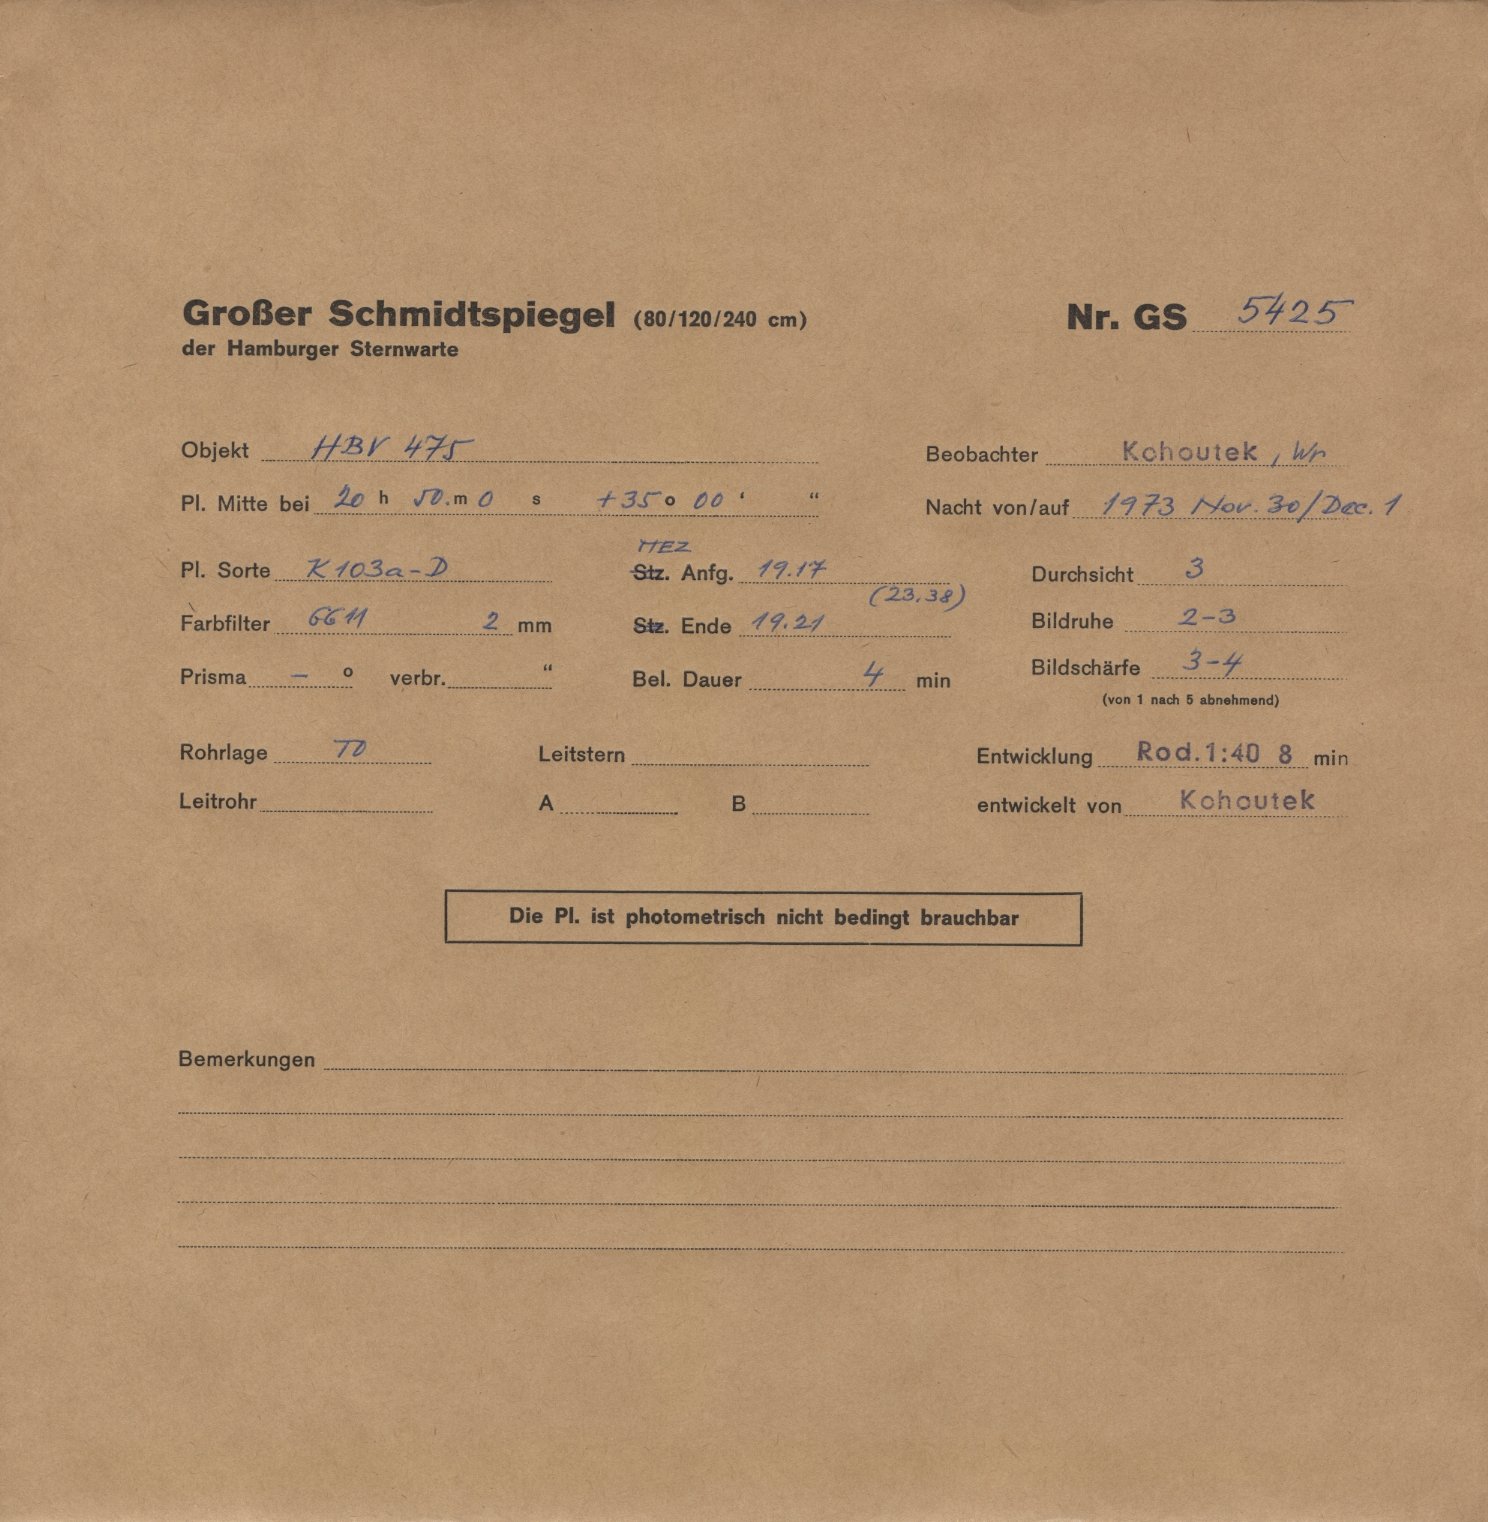 Großer Schmidtspiegel (80/120/240 cm) Nr. GS 5425
der Hamburger Sternwarte
Objekt HBV 475 Beobachter Kohoutek, Wr
Pl. Mitte bei 20 h 50. m 0 s +35 o 00 ‘ “ Nacht von/auf 1973 Nov. 30/Dec. 1
MEZ
Pl. Sorte K103a-D Stz. Anfg. 19.17 Durchsicht 3
(23.38)
Farbfilter GG11 2 mm Stz. Ende 19.21 Bildruhe 2-3
Prisma – o verbr. “ Bel. Dauer 4 min Bildschärfe 3-4
(von 1 nach 5 abnehmend)
Rohrlage TO Leitstern Entwicklung Rod.1:40 8 min
Leitrohr A B entwickelt von Kohoutek
Die Pl. ist photometrisch nicht bedingt brauchbar
Bemerkungen